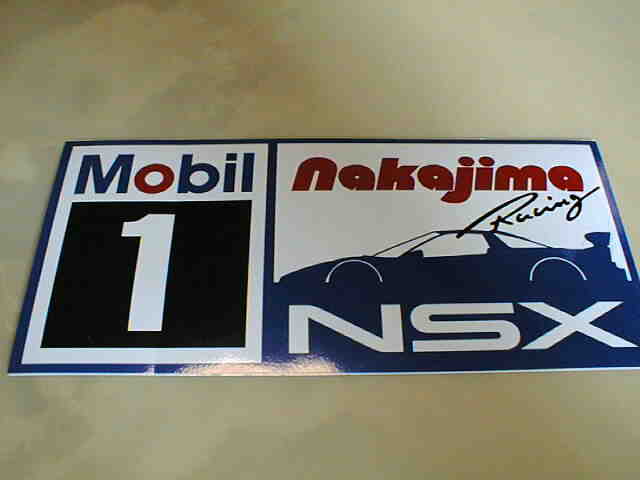 Mobil
1
nakajima
Racing
NSX